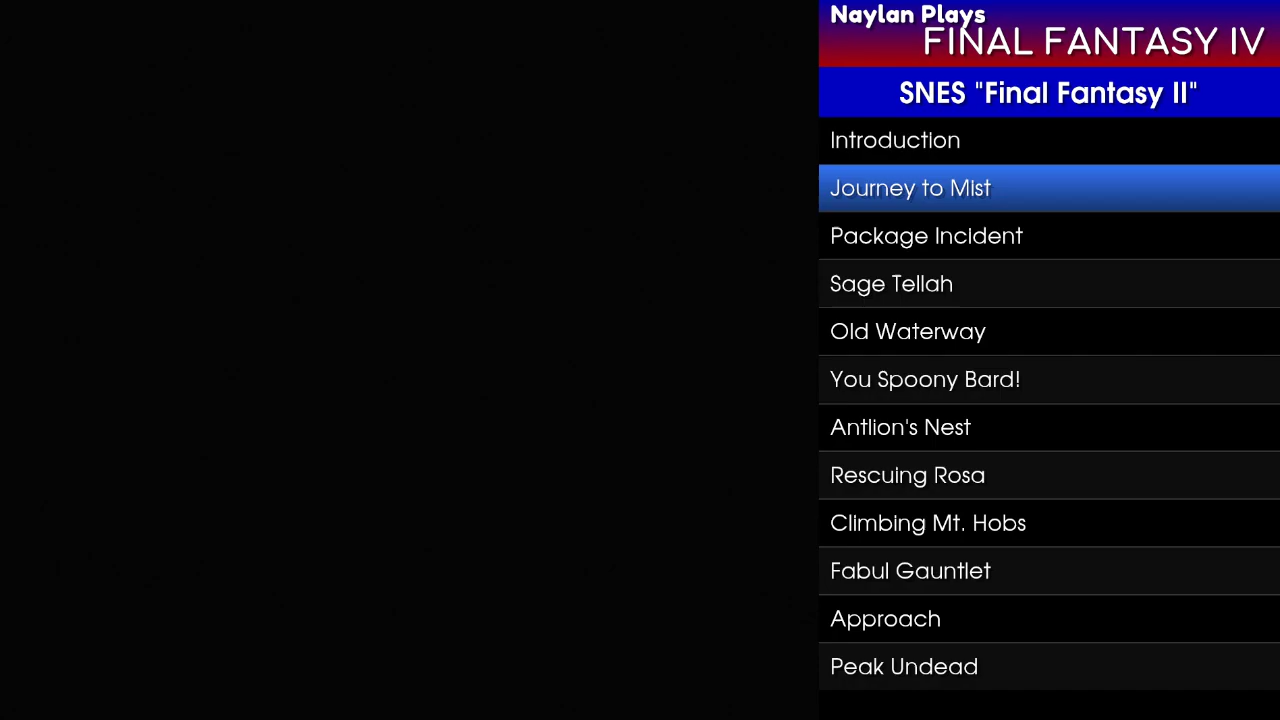 Naylan Plays
FINAL FANTASY IV
SNES "Final Fantasy II"
Introduction
Journey to Mist
Package Incident
Sage Tellah
Old Waterway
You Spoony Bard!
Antlion's Nest
Rescuing Rosa
Climbing Mt. Hobs
Fabul Gauntlet
Approach
Peak Undead